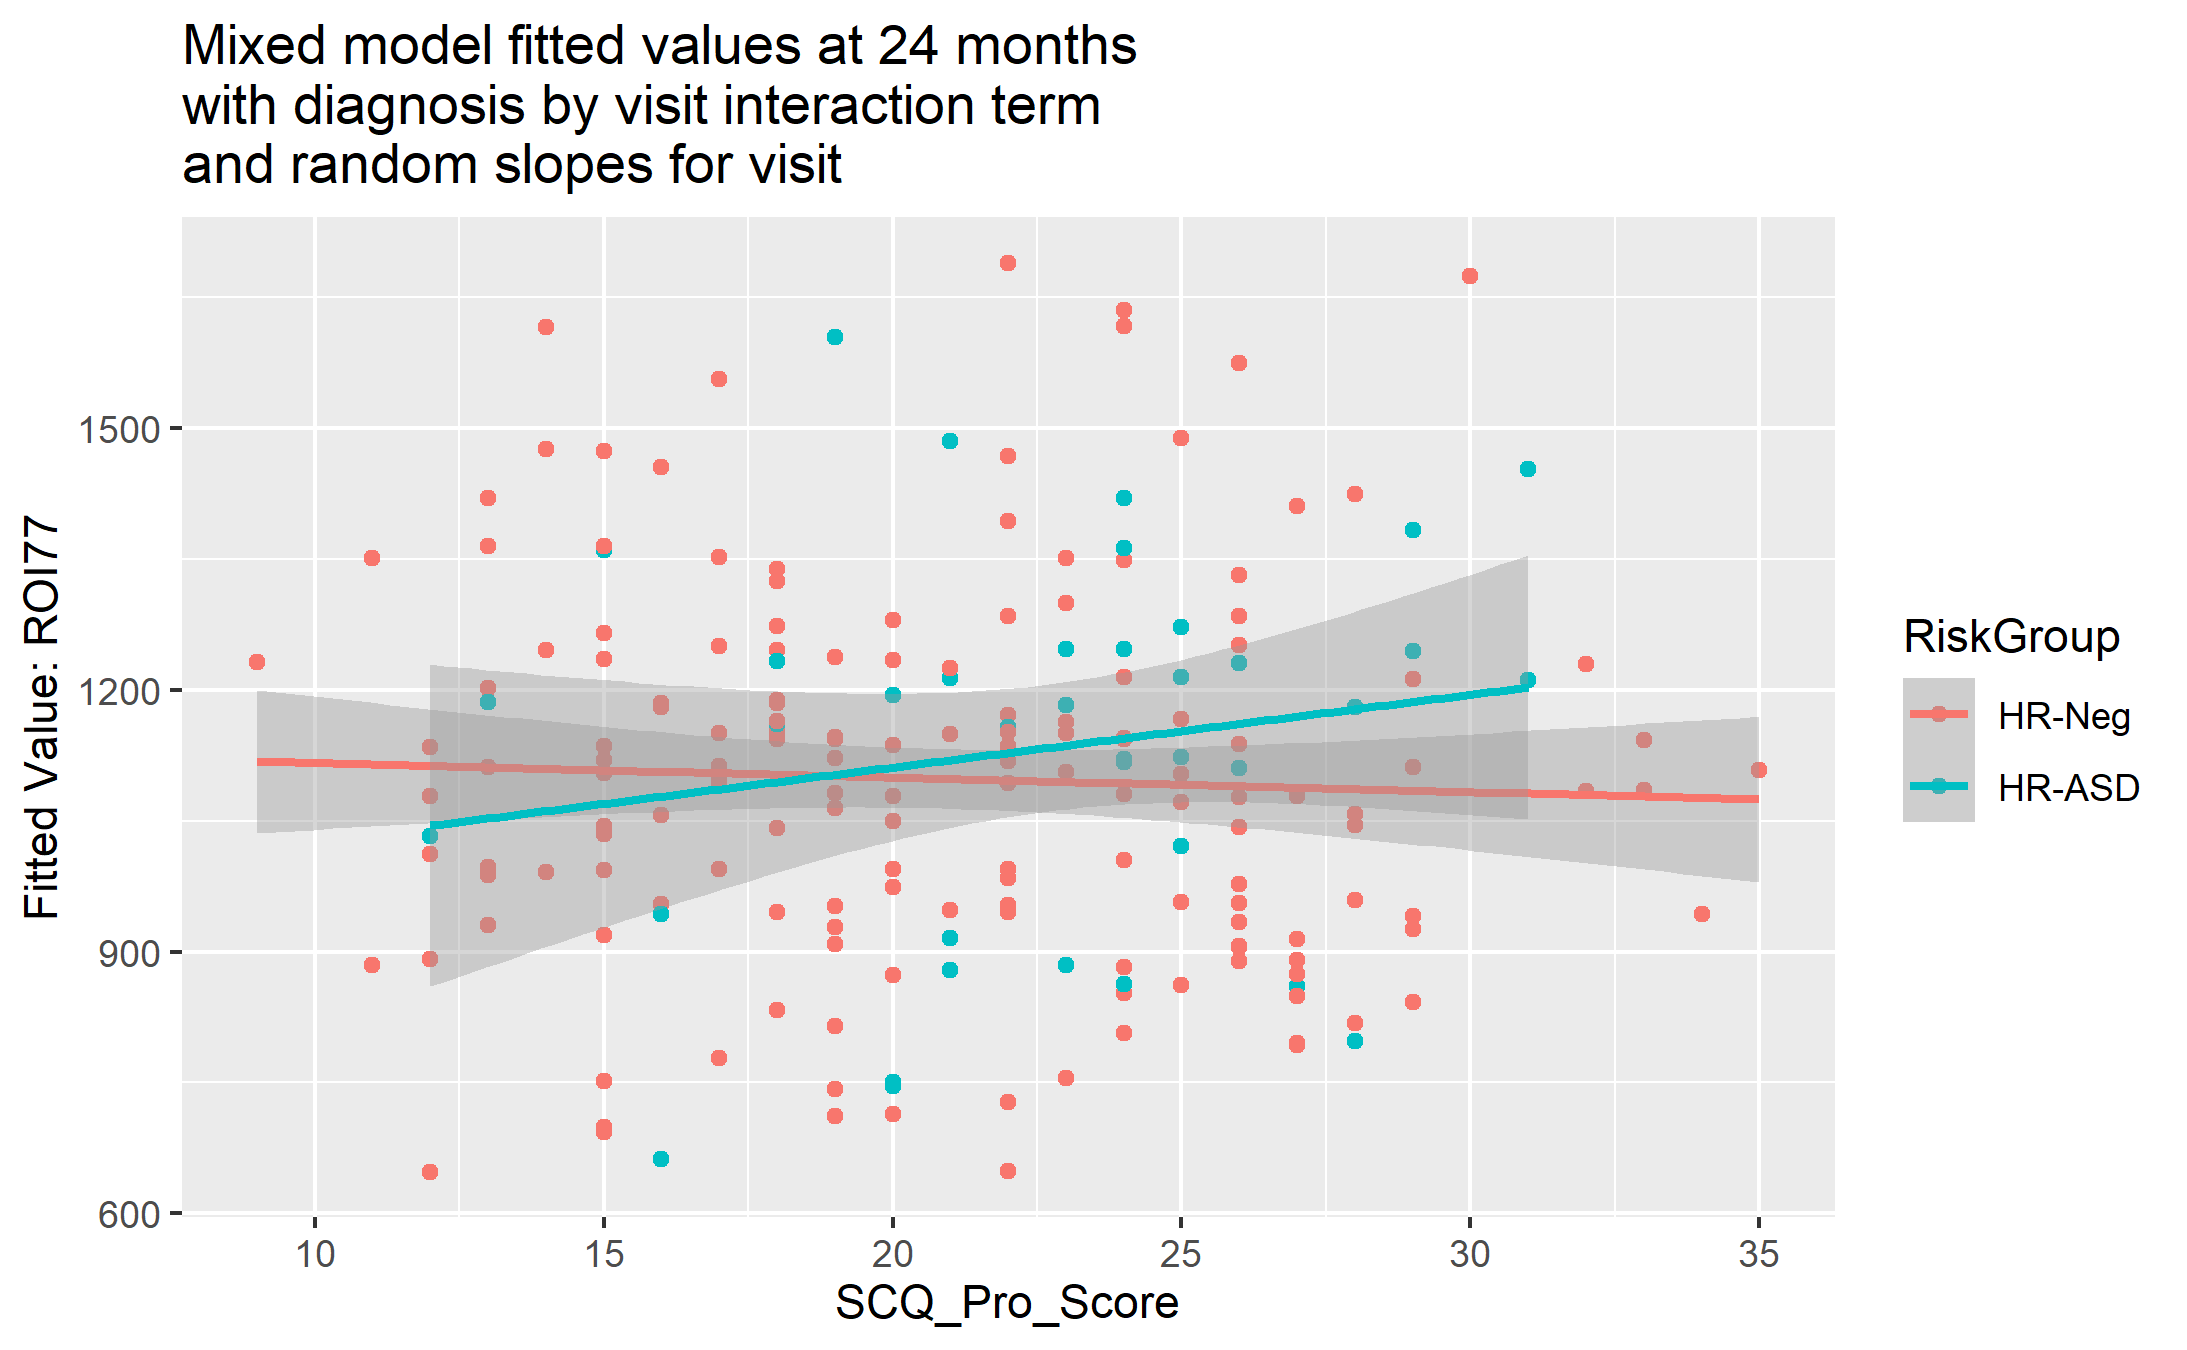 Mixed model fitted values at 24 months
with diagnosis by visit interaction term
and random slopes for visit
Fitted Value: ROI77
1500
1200
900
600
10 15 20 25 30 35
SCQ_Pro_Score
RiskGroup
HR-Neg
HR-ASD